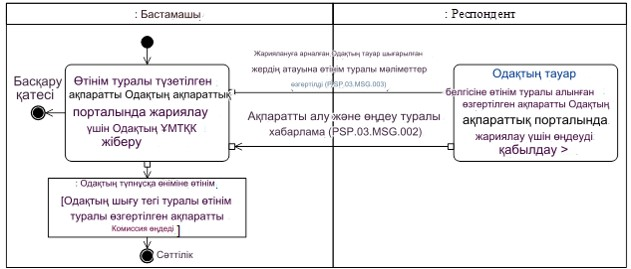 : Бастамашы
: Респондент
Басқару
қатесі
Өтінім туралы түзетілген
ақпаратты Одақтың ақпараттық
порталында жариялау
үшін Одақтың ҰМТҚК
жіберу
Жариялануға арналған Одақтың тауар шығарылған
жердің атауына өтінім туралы мәліметтер
өзгертілді (PSP.03.MSG.003)
Ақпаратты алу және өңдеу туралы
хабарлама (PSP.03.MSG.002)
Одақтың тауар
белгісіне өтінім туралы алынған
өзгертілген ақпаратты Одақтың
ақпараттық порталында
жариялау үшін өңдеуді
қабылдау >
: Одақтың түпнұсқа өніміне өтінім
[Одақтың шығу тегі туралы өтінім
туралы өзгертілген ақпаратты
Комиссия өңдеді ]
Сәттілік